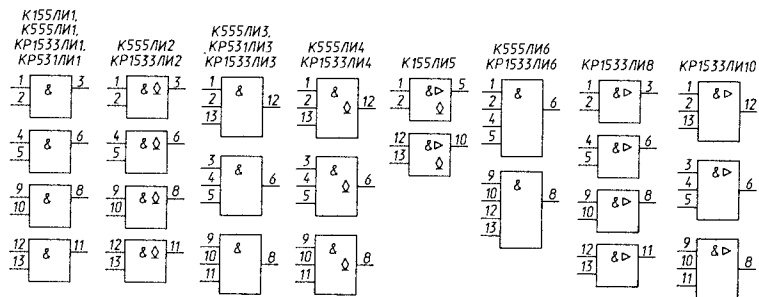 К155ЛИ1,
К555ЛИ1,
КР1533ЛИ1,
КР531ЛИ1
1 & 3
2
4 & 6
5
9 & 8
10
12 & 11
13
К555ЛИ2
КР1533ЛИ2
1 & ◊ 3
2
4 & ◊ 6
5
9 & ◊ 8
10
12 & ◊ 11
13
К555ЛИ3,
КР531ЛИ3
КР1533ЛИ3
1 &
2 12
13
3 &
4 6
5
9 &
10
11 8
К555ЛИ4
КР1533ЛИ4
1 &
2 12
13 ◊
3 &
4 ◊ 6
5
9 &
10
11 ◊ 8
К155ЛИ5
1 &▷ 5
2 ◊
12 &▷ 10
13 ◊
К555ЛИ6
КР1533ЛИ6
1 &
2 6
4
5
9 &
10 8
12
13
КР1533ЛИ8
1 &▷ 3
2
4 &▷ 6
5
9 &▷ 8
10
12 &▷ 11
13
КР1533ЛИ10
1 &▷
2 12
13
3 &▷
4 6
5
9 &▷
10 8
11